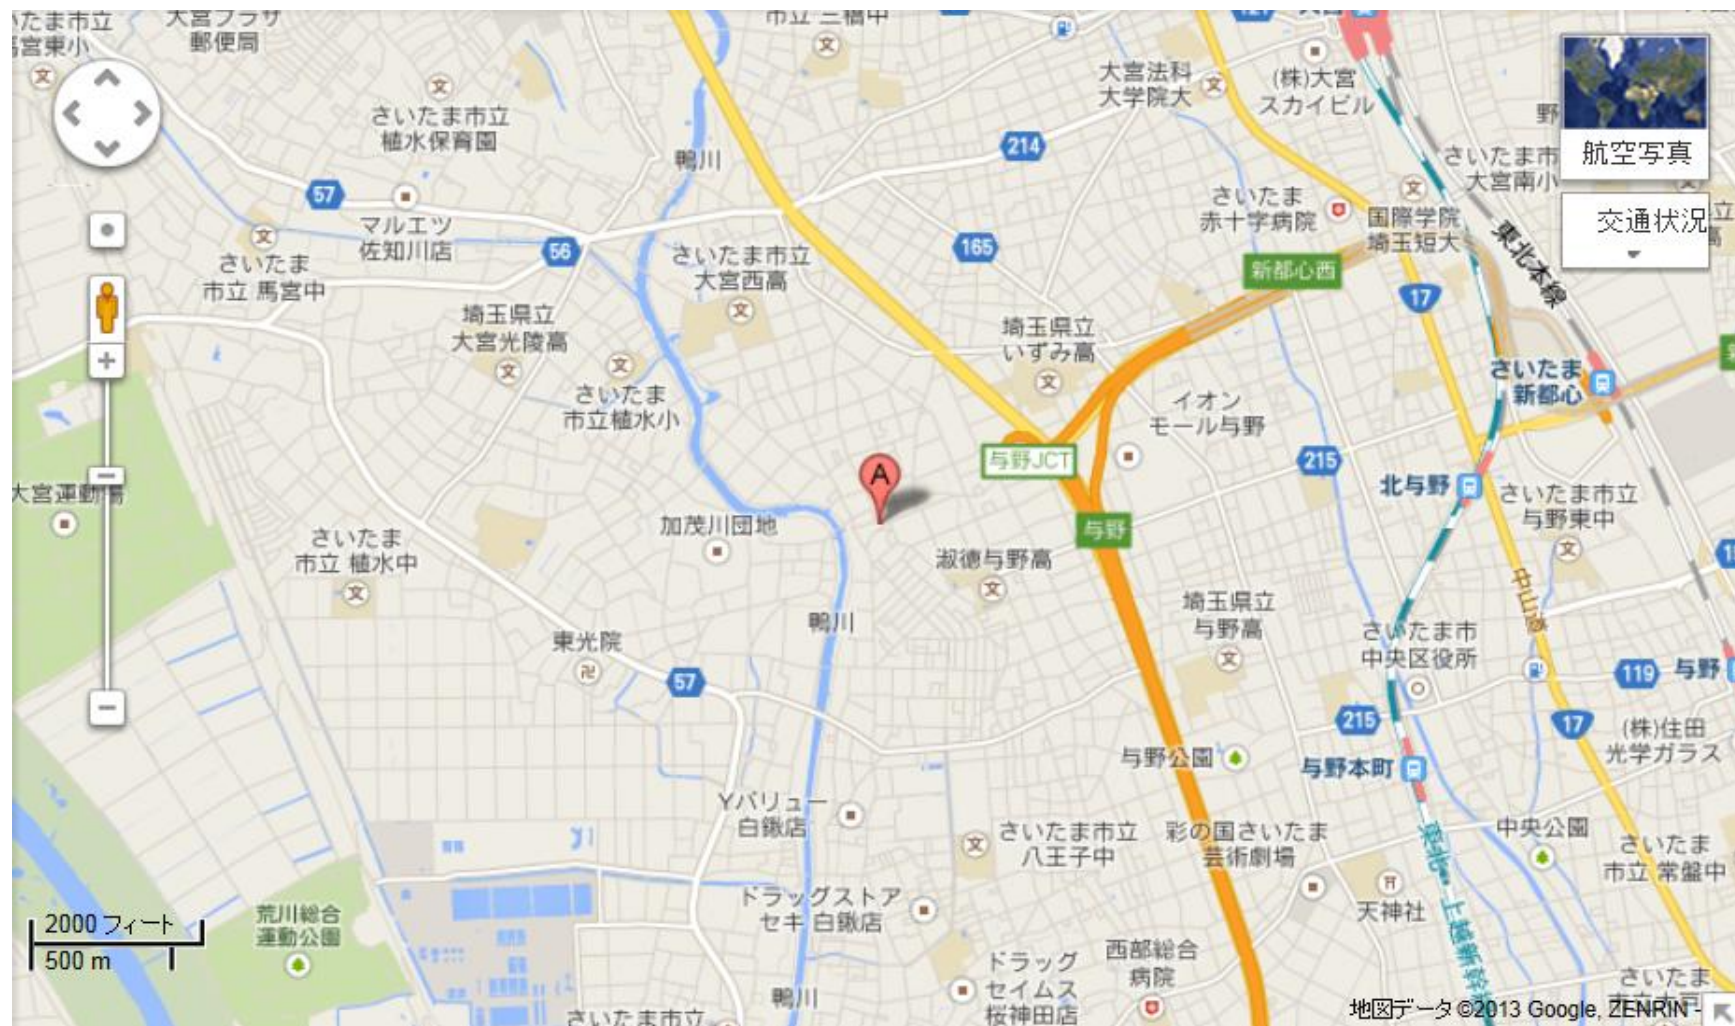 いたま市立
宮東小
大宮プラザ
郵便局
市立 三橋中
さいたま市立
植水保育園
鴨川
大宮法科
大学院大
(株)大宮
スカイビル
214
野
さいたま市
大宮南小
航空写真
57
マルエツ
佐知川店
さいたま
赤十字病院
国際学院
埼玉短大
交通状況
東北本線
さいたま
市立 馬宮中
56
さいたま市立
大宮西高
165
新都心西
17
埼玉県立
大宮光陵高
埼玉県立
いずみ高
さいたま
市立植水小
さいたま
新都心
イオン
モール与野
与野JCT
215
A
北与野
大宮運動場
さいたま市立
与野東中
さいたま
市立 植水中
加茂川団地
与野
淑徳与野高
中山道
鴨川
埼玉県立
与野高
さいたま市
中央区役所
東光院
57
119
与野
215
17
(株)住田
光学ガラス
与野公園
与野本町
Yバリュー
白鍬店
さいたま市立
八王子中
彩の国さいたま
芸術劇場
中央公園
さいたま
市立 常盤中
東北・上越新幹線
ドラッグストア
セキ 白鍬店
天神社
2000 フィート
500 m
荒川総合
運動公園
西部総合
病院
ドラッグ
セイムス
桜神田店
鴨川
さいたま
さいたま市立
地図データ ©2013 Google, ZENRIN -